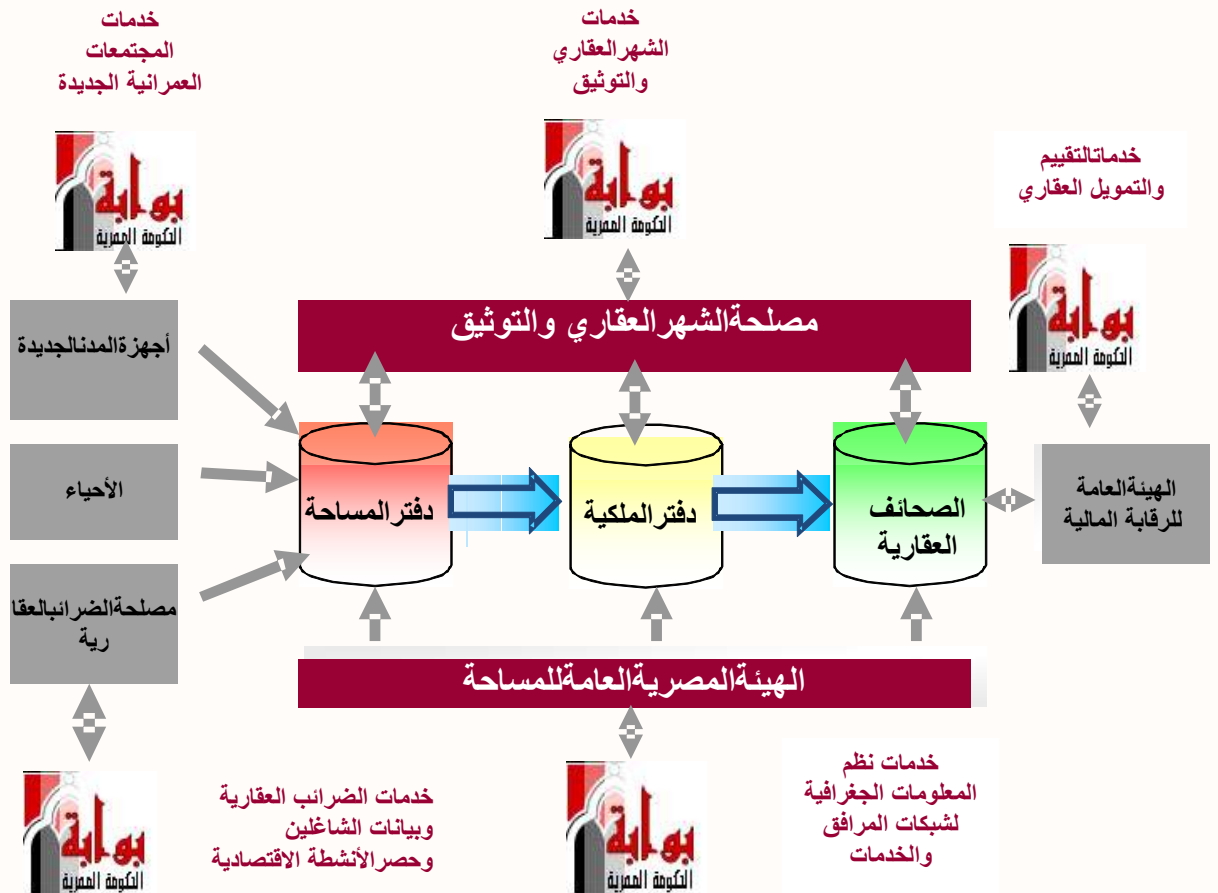 خدمات
المجتمعات
العمرانية الجديدة
خدمات
الشهرالعقاري
والتوثيق
خدماتالتقييم
والتمويل العقاري
بوابة
الحكومة المصرية
بوابة
الحكومة المصرية
بوابة
الحكومة المصرية
مصلحةالشهرالعقاري والتوثيق
أجهزةالمدنالجديدة
الأحياء
مصلحةالضرائبالعقا
رية
دفترالمساحة
دفترالملكية
الصحائف
العقارية
الهيئةالعامة
للرقابة المالية
الهيئةالمصريةالعامةللمساحة
بوابة
الحكومة المصرية
خدمات الضرائب العقارية
وبيانات الشاغلين
وحصرالأنشطة الاقتصادية
بوابة
الحكومة المصرية
خدمات نظم
المعلومات الجغرافية
لشبكات المرافق
والخدمات